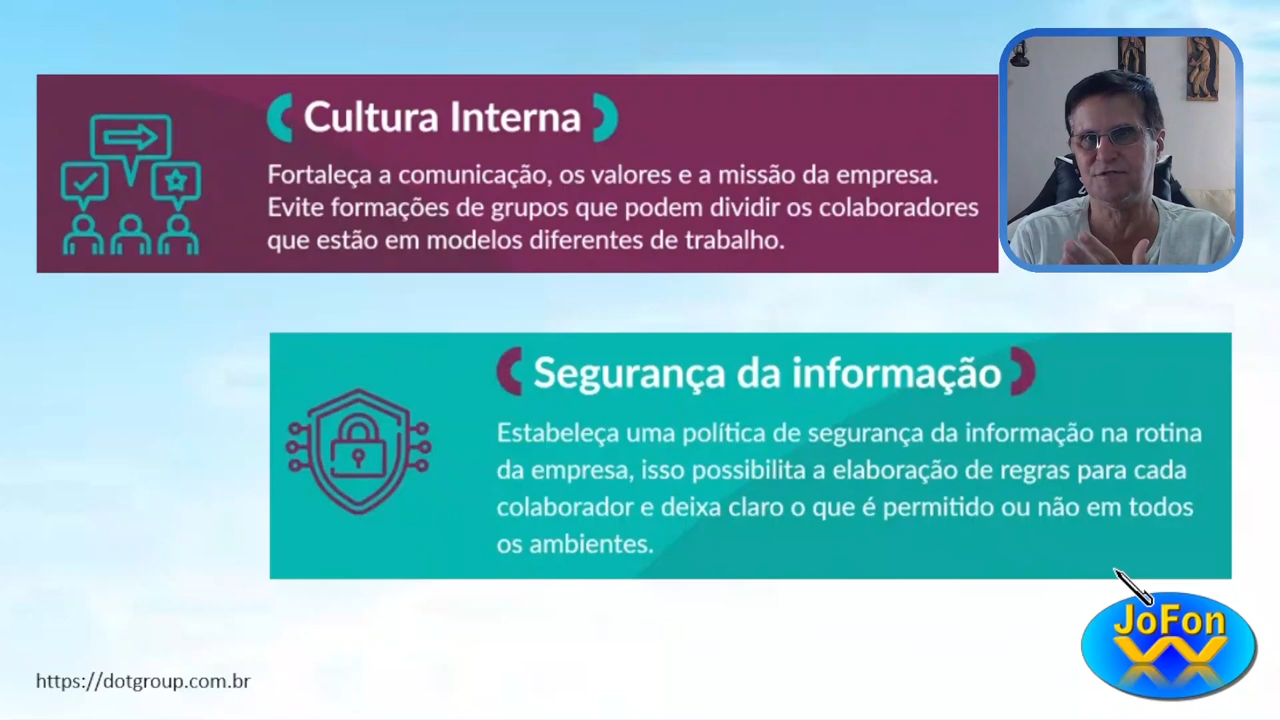 Cultura Interna
Fortaleça a comunicação, os valores e a missão da empresa.
Evite formações de grupos que podem dividir os colaboradores
que estão em modelos diferentes de trabalho.
Segurança da informação
Estabeleça uma política de segurança da informação na rotina
da empresa, isso possibilita a elaboração de regras para cada
colaborador e deixa claro o que é permitido ou não em todos
os ambientes.
JoFon
https://dotgroup.com.br